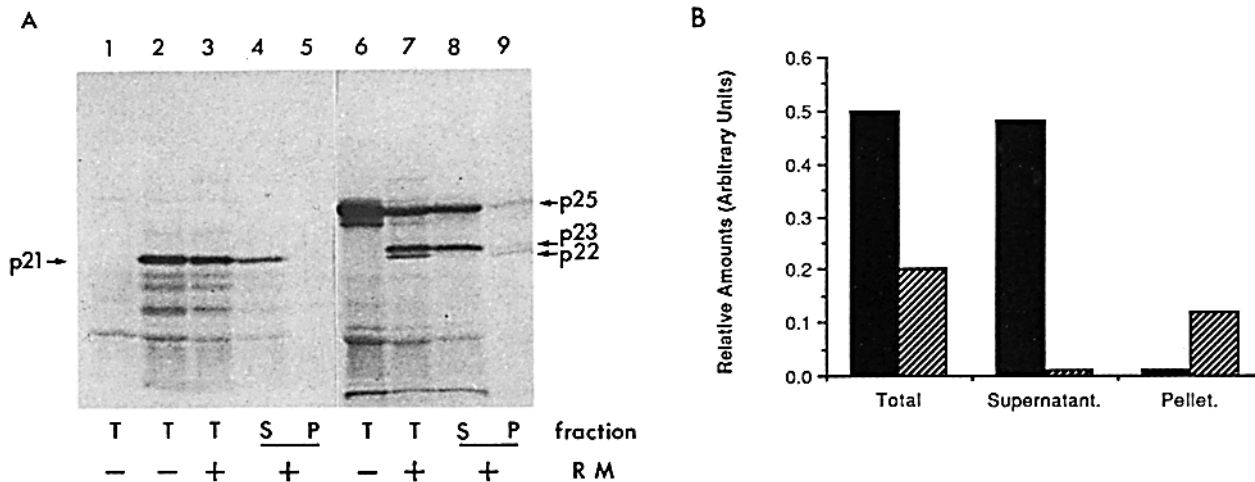 A
1 2 3 4 5 6 7 8 9
p21
p25
p23
p22
T T T S P T T S P fraction
− − + + − + + RM
B
Relative Amounts (Arbitrary Units)
0.6
0.5
0.4
0.3
0.2
0.1
0.0
Total Supernatant. Pellet.